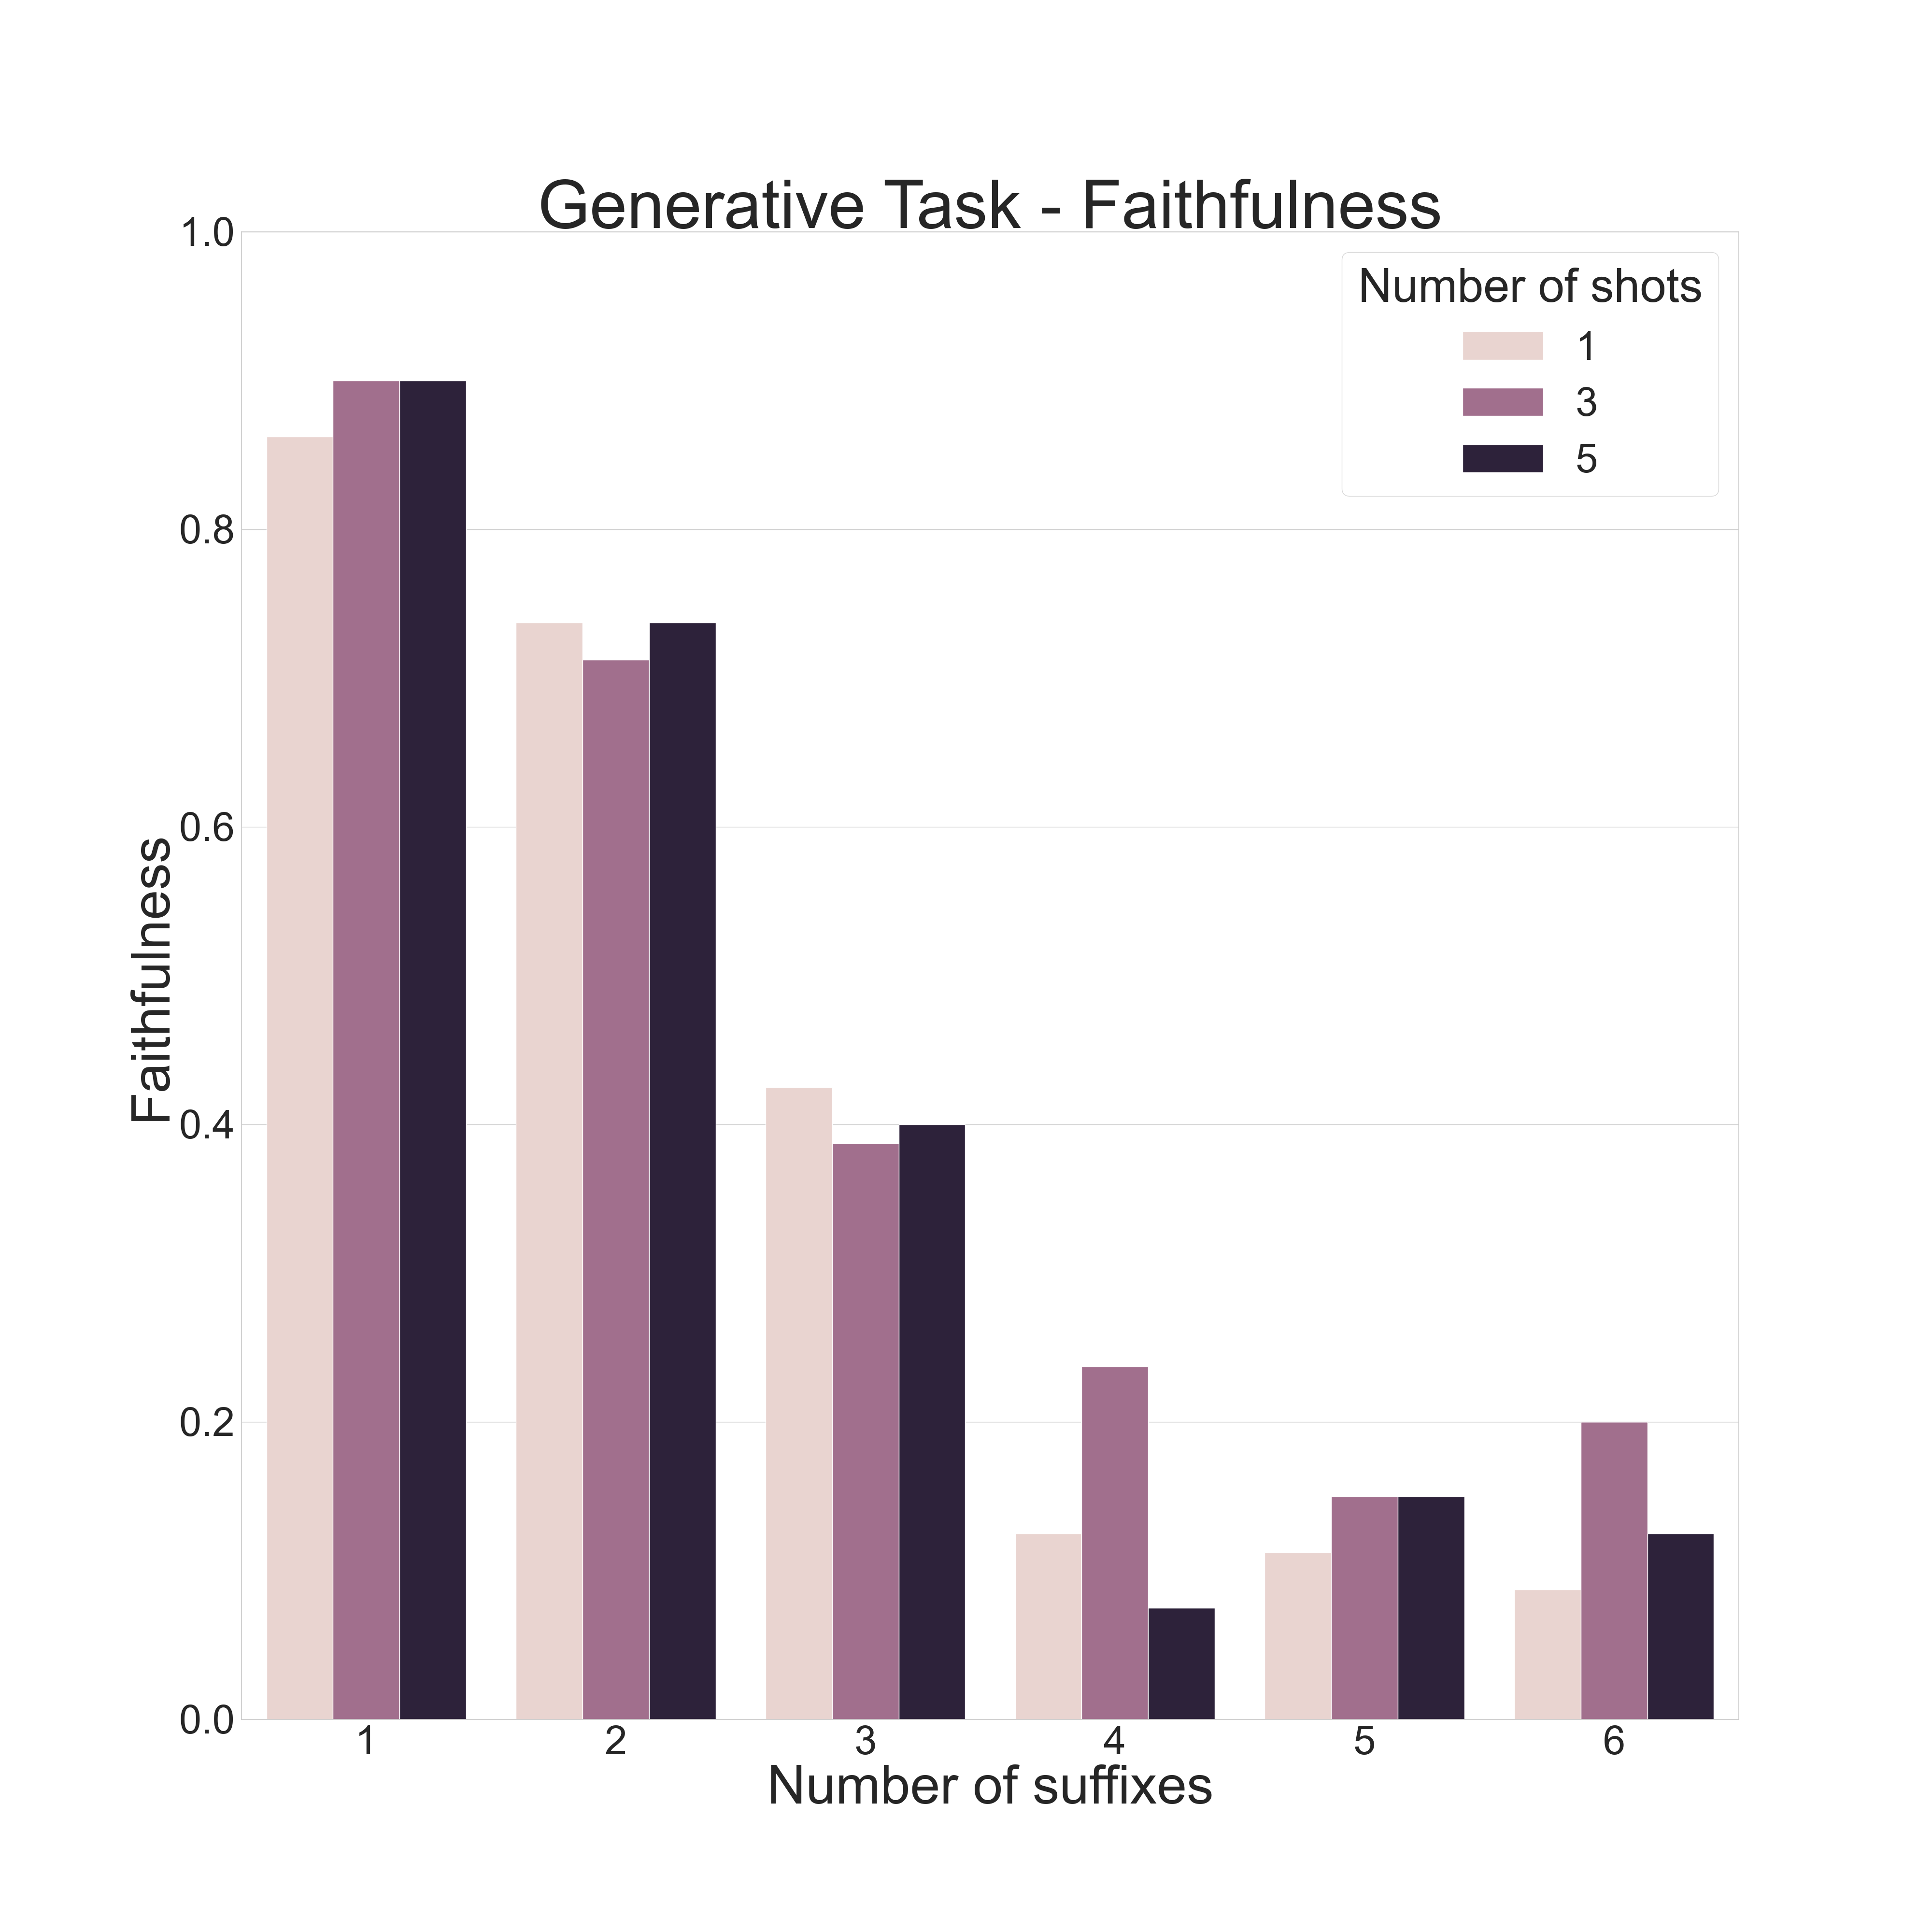 Generative Task - Faithfulness
Number of shots
1
3
5
Faithfulness
1.0
0.8
0.6
0.4
0.2
0.0
1 2 3 4 5 6
Number of suffixes